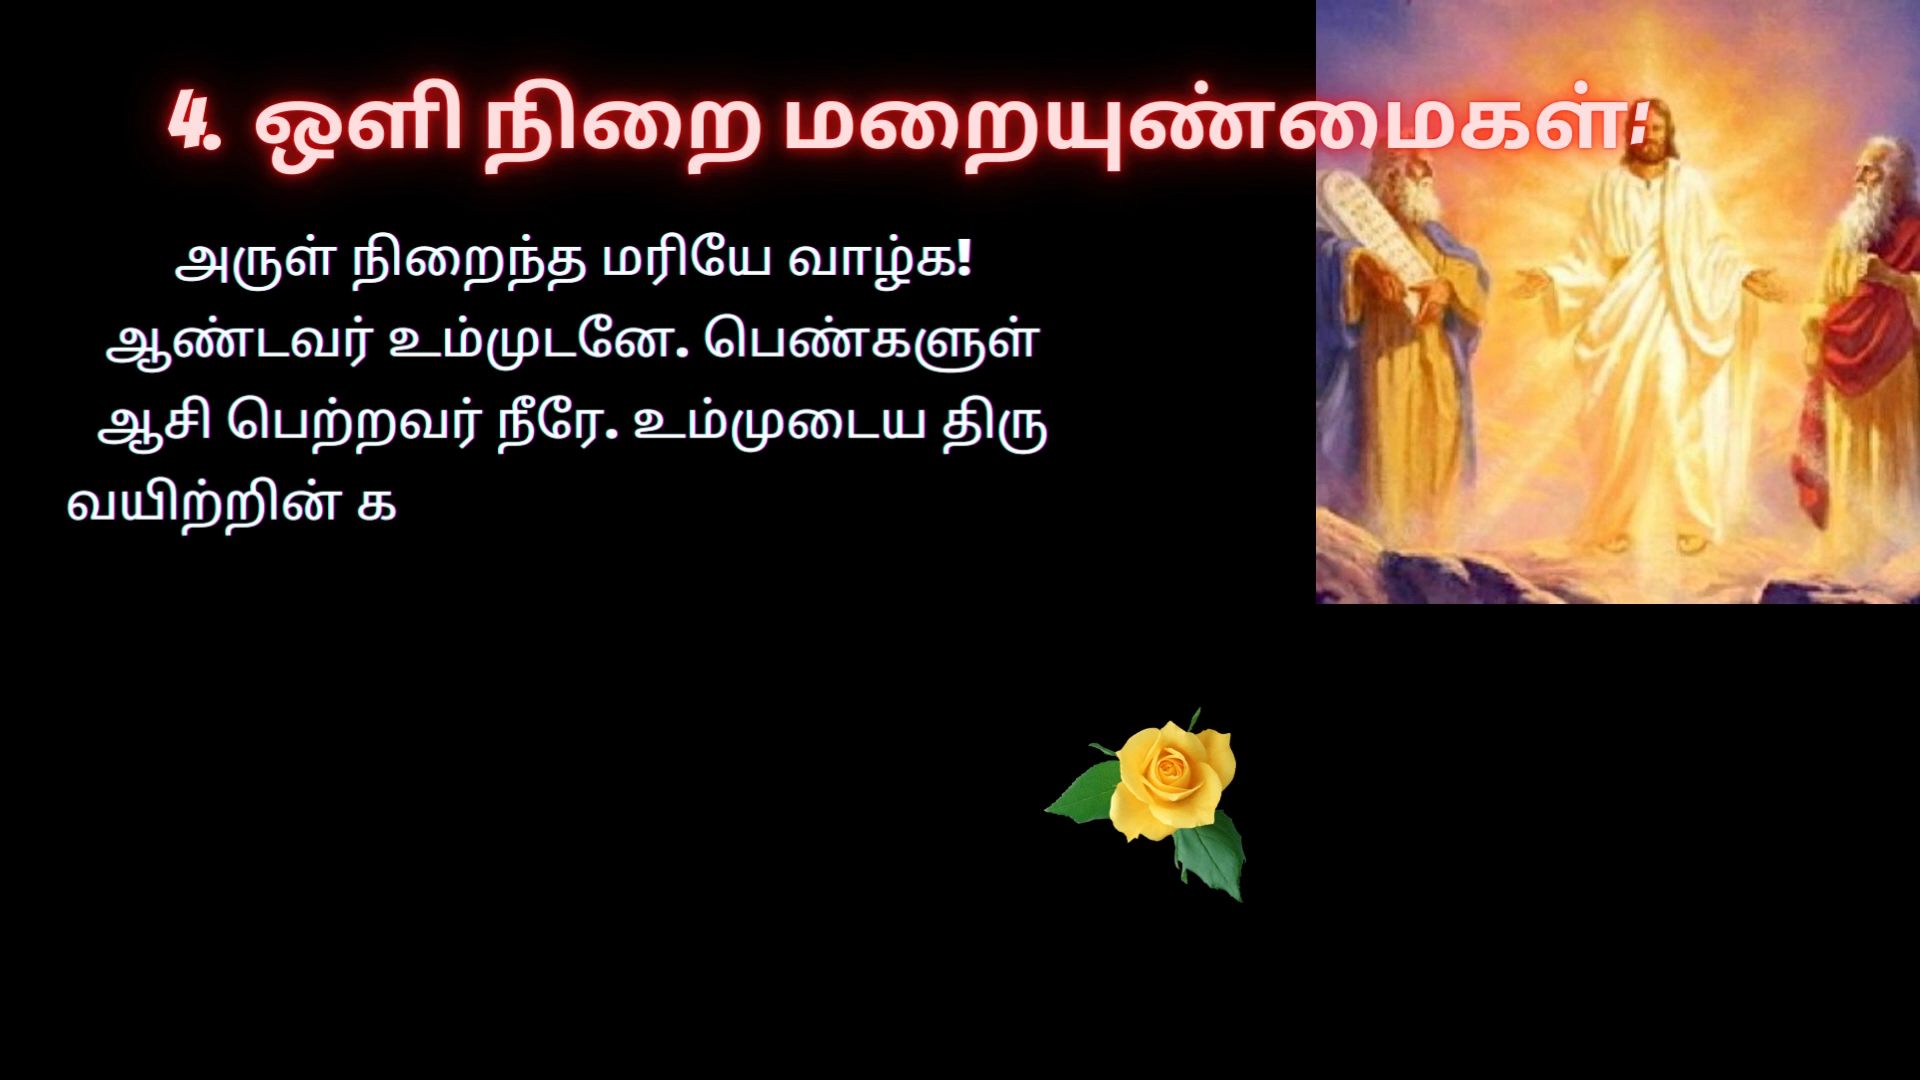 4. ஒளி நிறை மறையுண்மைகள்:
அருள் நிறைந்த மரியே வாழ்க!
ஆண்டவர் உம்முடனே. பெண்களுள்
ஆசி பெற்றவர் நீரே. உம்முடைய திரு
வயிற்றின் க